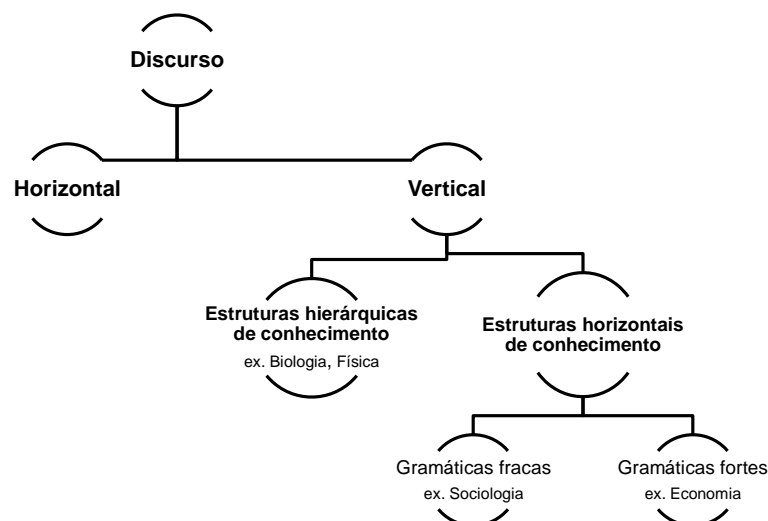 Discurso
Horizontal
Vertical
Estruturas hierárquicas
de conhecimento
ex. Biologia, Física
Estruturas horizontais
de conhecimento
Gramáticas fracas
ex. Sociologia
Gramáticas fortes
ex. Economia